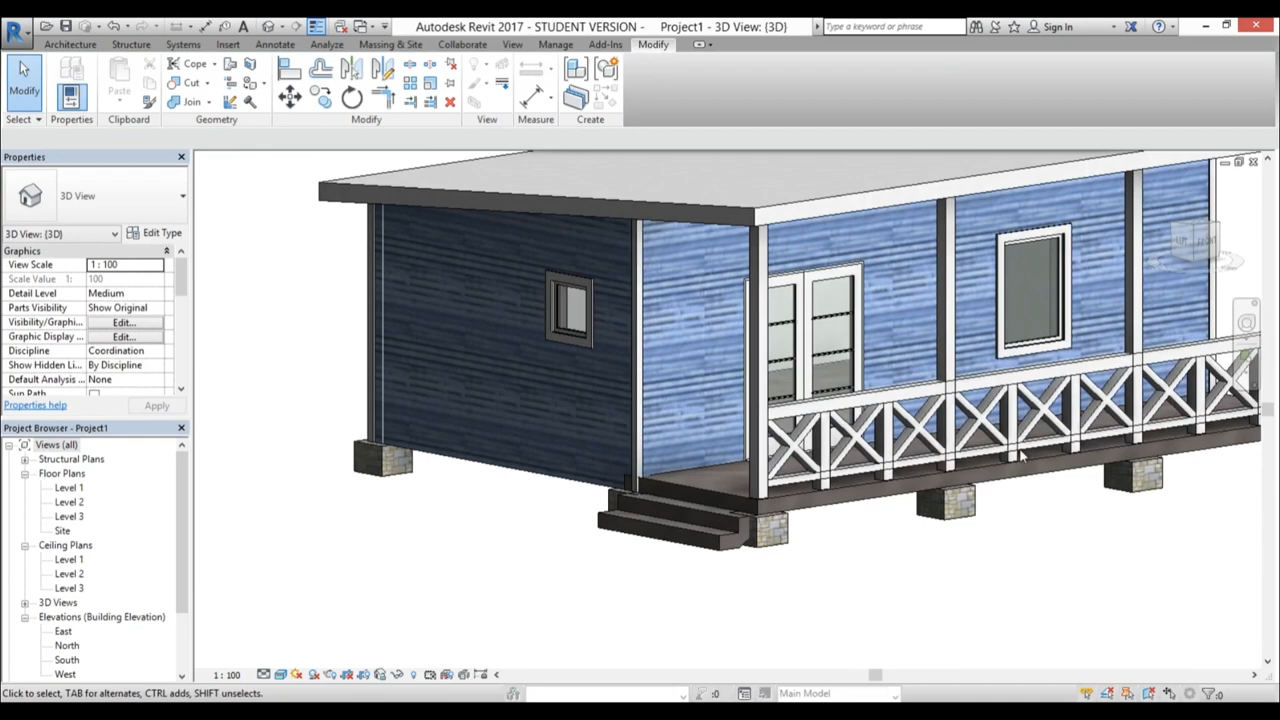 Autodesk Revit 2017 - STUDENT VERSION - Project1 - 3D View: {3D}
Type a keyword or phrase
Sign In
Architecture Structure Systems Insert Annotate Analyze Massing & Site Collaborate View Manage Add-Ins Modify
Modify
Paste
Cope
Cut
Join
Select Properties Clipboard Geometry Modify View Measure Create
Properties
3D View
3D View: {3D} Edit Type
Graphics
View Scale 1 : 100
Scale Value 1: 100
Detail Level Medium
Parts Visibility Show Original
Visibility/Graphi... Edit...
Graphic Display ... Edit...
Discipline Coordination
Show Hidden Li... By Discipline
Default Analysis ... None
Sun Path
Properties help Apply
Project Browser - Project1
Views (all)
Structural Plans
Floor Plans
Level 1
Level 2
Level 3
Site
Ceiling Plans
Level 1
Level 2
Level 3
3D Views
Elevations (Building Elevation)
East
North
South
West
LEFT FRONT
1 : 100
Click to select, TAB for alternates, CTRL adds, SHIFT unselects.
:0
Main Model
:0